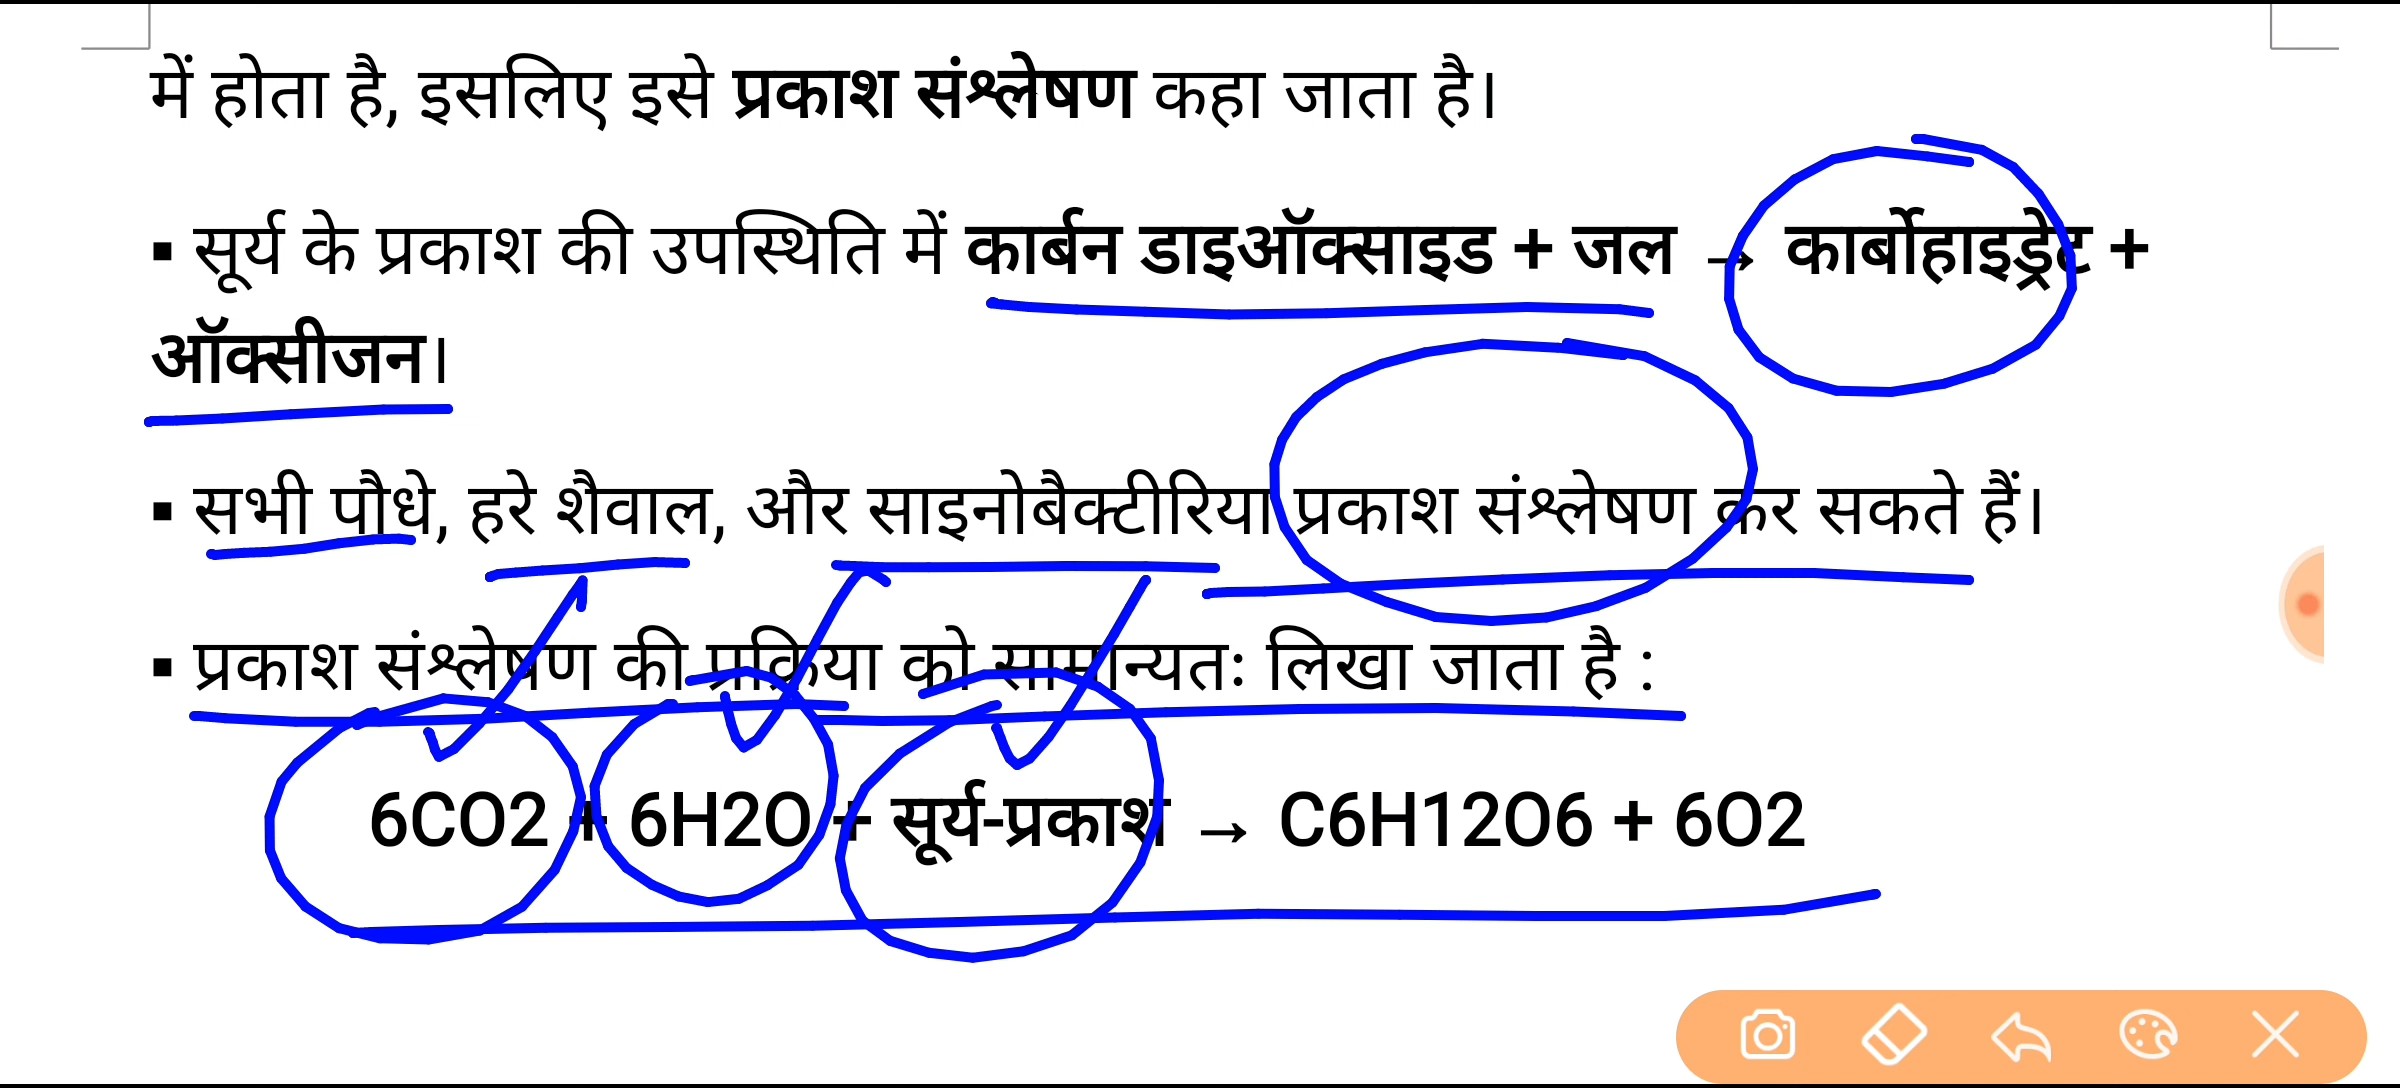 में होता है, इसलिए इसे प्रकाश संश्लेषण कहा जाता है।
▪ सूर्य के प्रकाश की उपस्थिति में कार्बन डाइऑक्साइड + जल → कार्बोहाइड्रेट +
ऑक्सीजन।
▪ सभी पौधे, हरे शैवाल, और साइनोबैक्टीरिया प्रकाश संश्लेषण कर सकते हैं।
▪ प्रकाश संश्लेषण की प्रक्रिया को सामान्यतः लिखा जाता है :
6CO2 + 6H2O + सूर्य-प्रकाश → C6H12O6 + 6O2